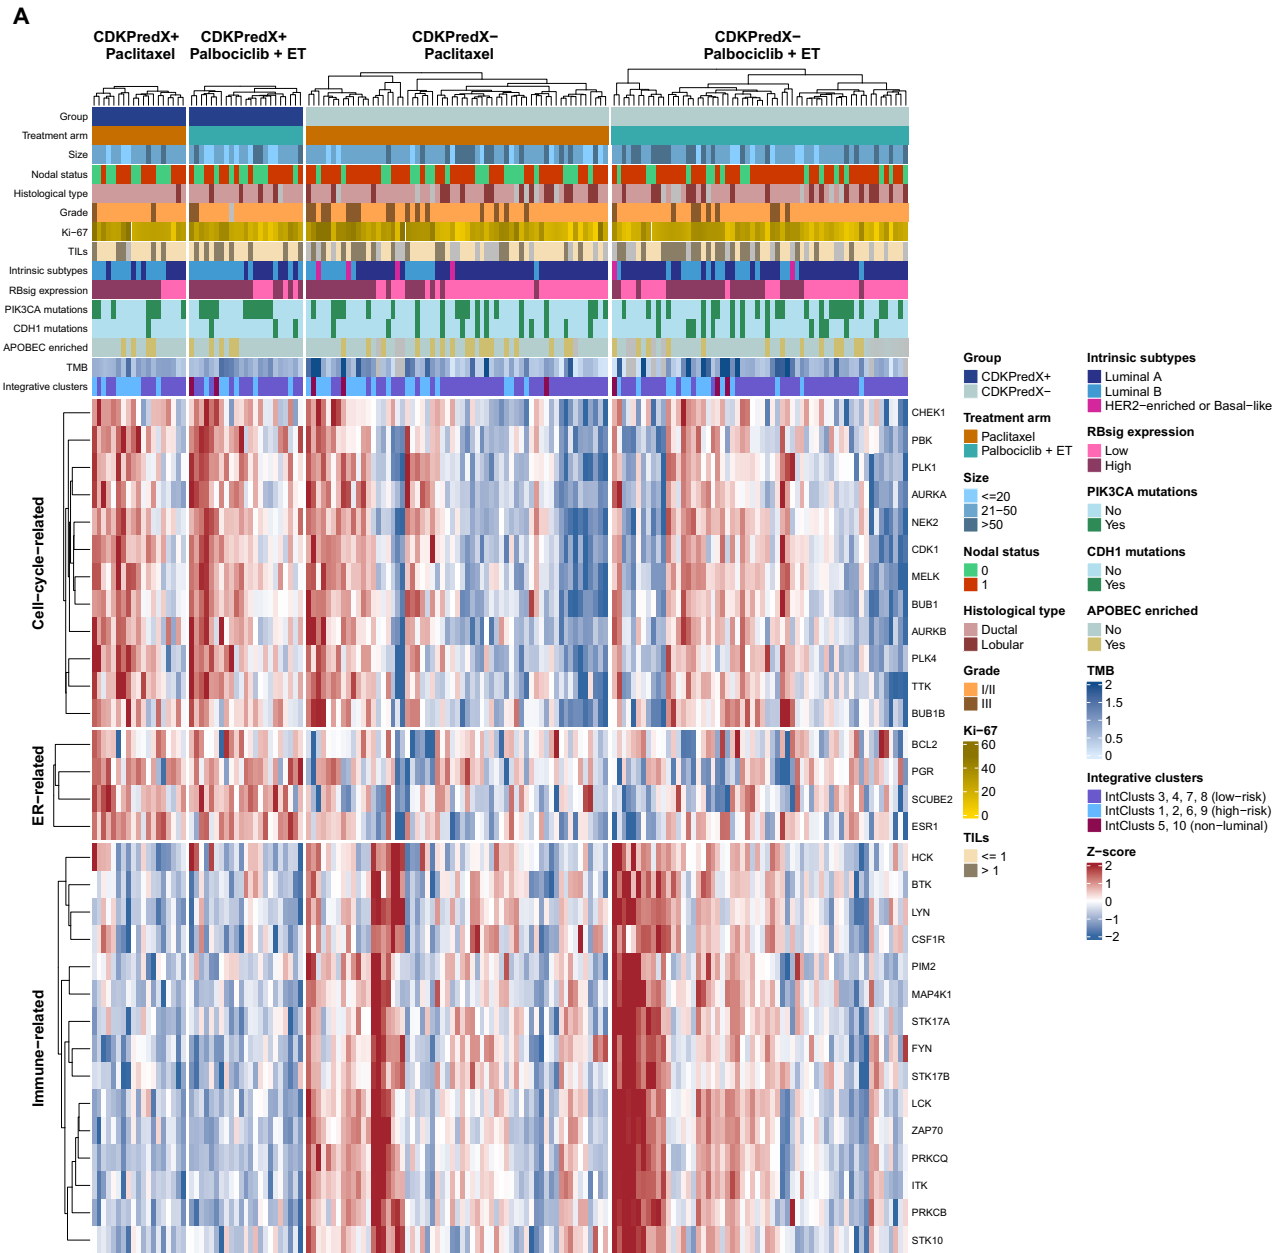 A
CDKPredX+
Paclitaxel
CDKPredX+
Palbociclib + ET
CDKPredX−
Paclitaxel
CDKPredX−
Palbociclib + ET
Group
Treatment arm
Size
Nodal status
Histological type
Grade
Ki−67
TILs
Intrinsic subtypes
RBsig expression
PIK3CA mutations
CDH1 mutations
APOBEC enriched
TMB
Integrative clusters
Cell−cycle−related
CHEK1
PBK
PLK1
AURKA
NEK2
CDK1
MELK
BUB1
AURKB
PLK4
TTK
BUB1B
ER−related
BCL2
PGR
SCUBE2
ESR1
Immune−related
HCK
BTK
LYN
CSF1R
PIM2
MAP4K1
STK17A
FYN
STK17B
LCK
ZAP70
PRKCQ
ITK
PRKCB
STK10
Group
CDKPredX+
CDKPredX−
Treatment arm
Paclitaxel
Palbociclib + ET
Size
<=20
21−50
>50
Nodal status
0
1
Histological type
Ductal
Lobular
Grade
I/II
III
Ki−67
60
40
20
0
TILs
<= 1
> 1
Intrinsic subtypes
Luminal A
Luminal B
HER2−enriched or Basal−like
RBsig expression
Low
High
PIK3CA mutations
No
Yes
CDH1 mutations
No
Yes
APOBEC enriched
No
Yes
TMB
2
1.5
1
0.5
0
Integrative clusters
IntClusts 3, 4, 7, 8 (low−risk)
IntClusts 1, 2, 6, 9 (high−risk)
IntClusts 5, 10 (non−luminal)
Z−score
2
1
0
−1
−2